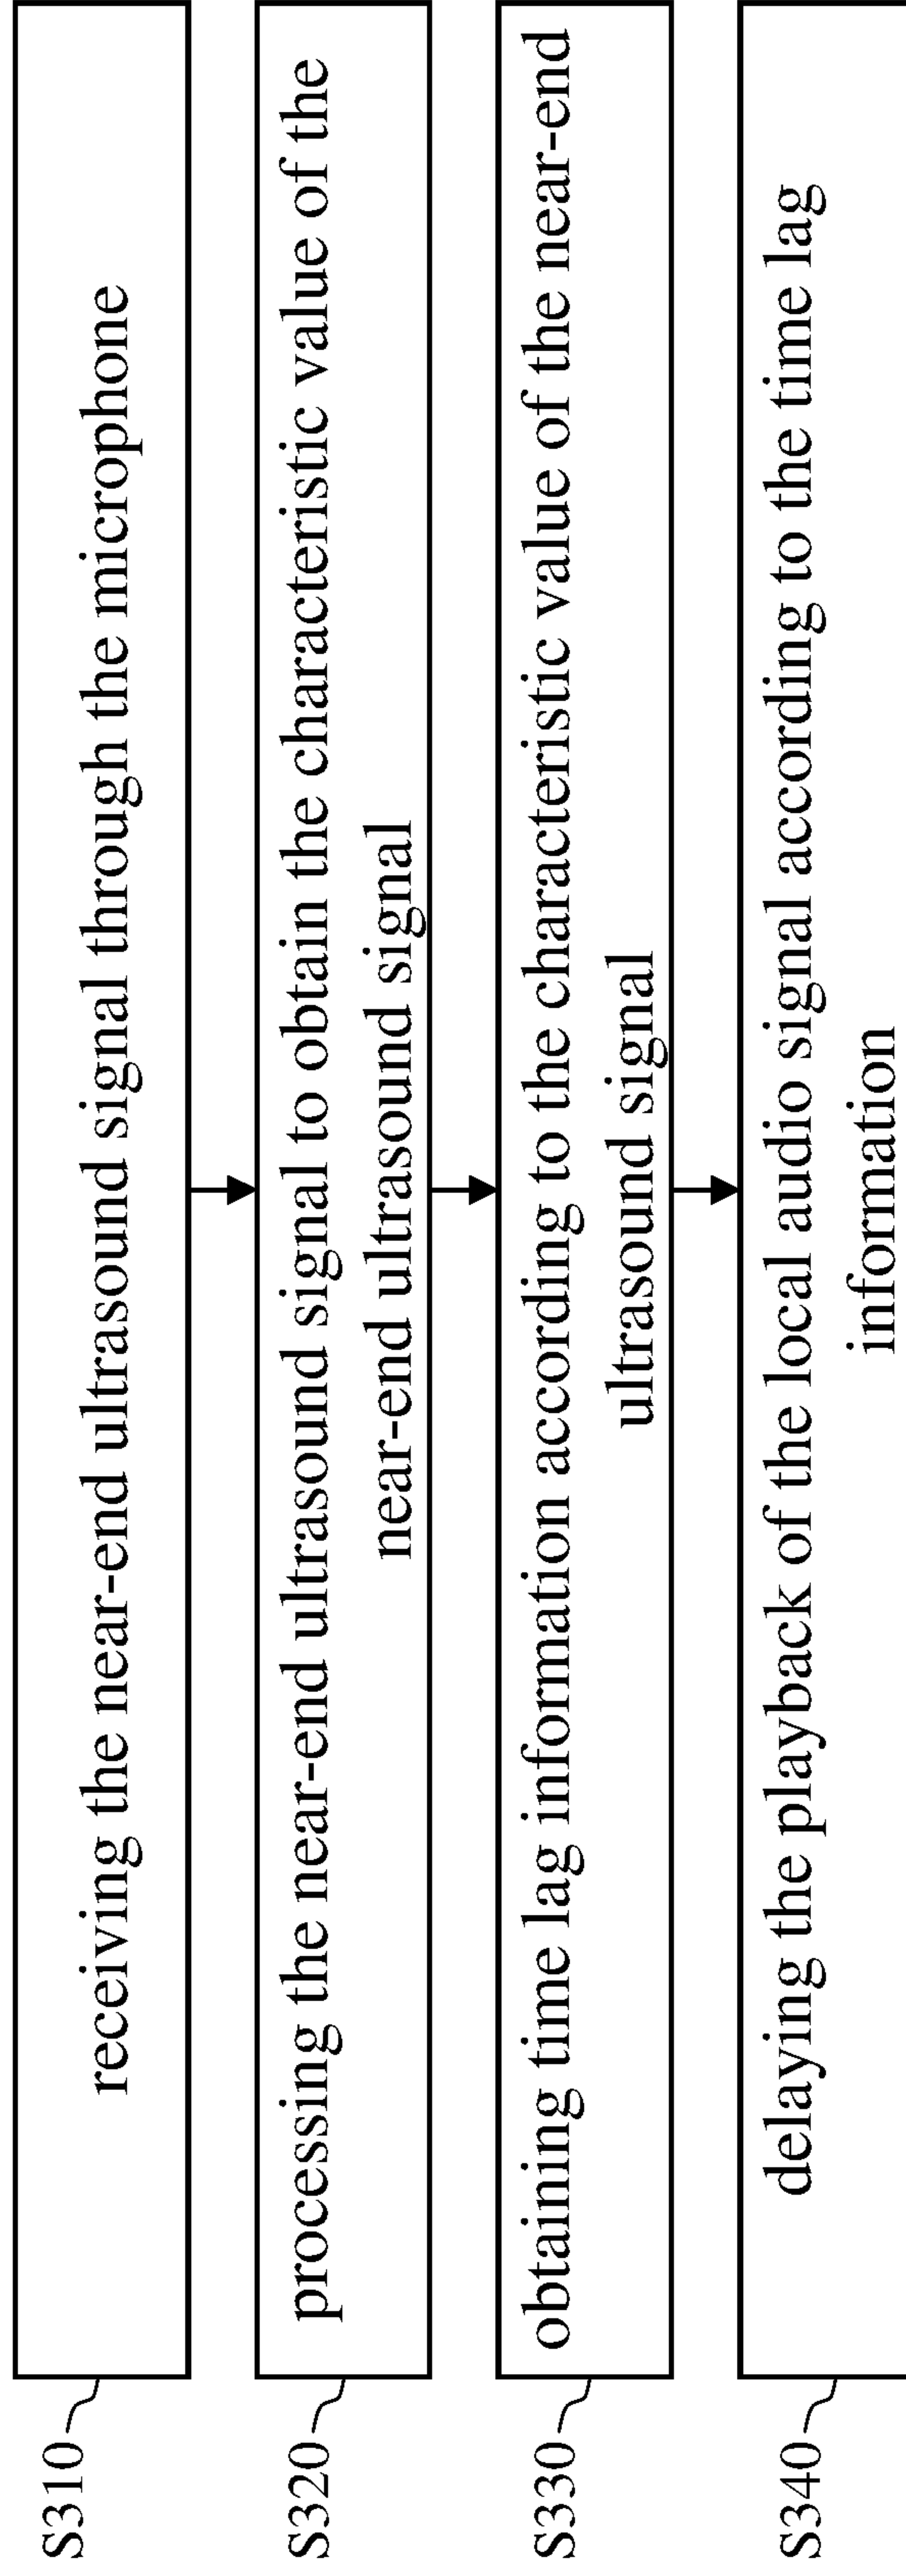 S310
receiving the near-end ultrasound signal through the microphone
S320
processing the near-end ultrasound signal to obtain the characteristic value of the
near-end ultrasound signal
S330
obtaining time lag information according to the characteristic value of the near-end
ultrasound signal
S340
delaying the playback of the local audio signal according to the time lag
information